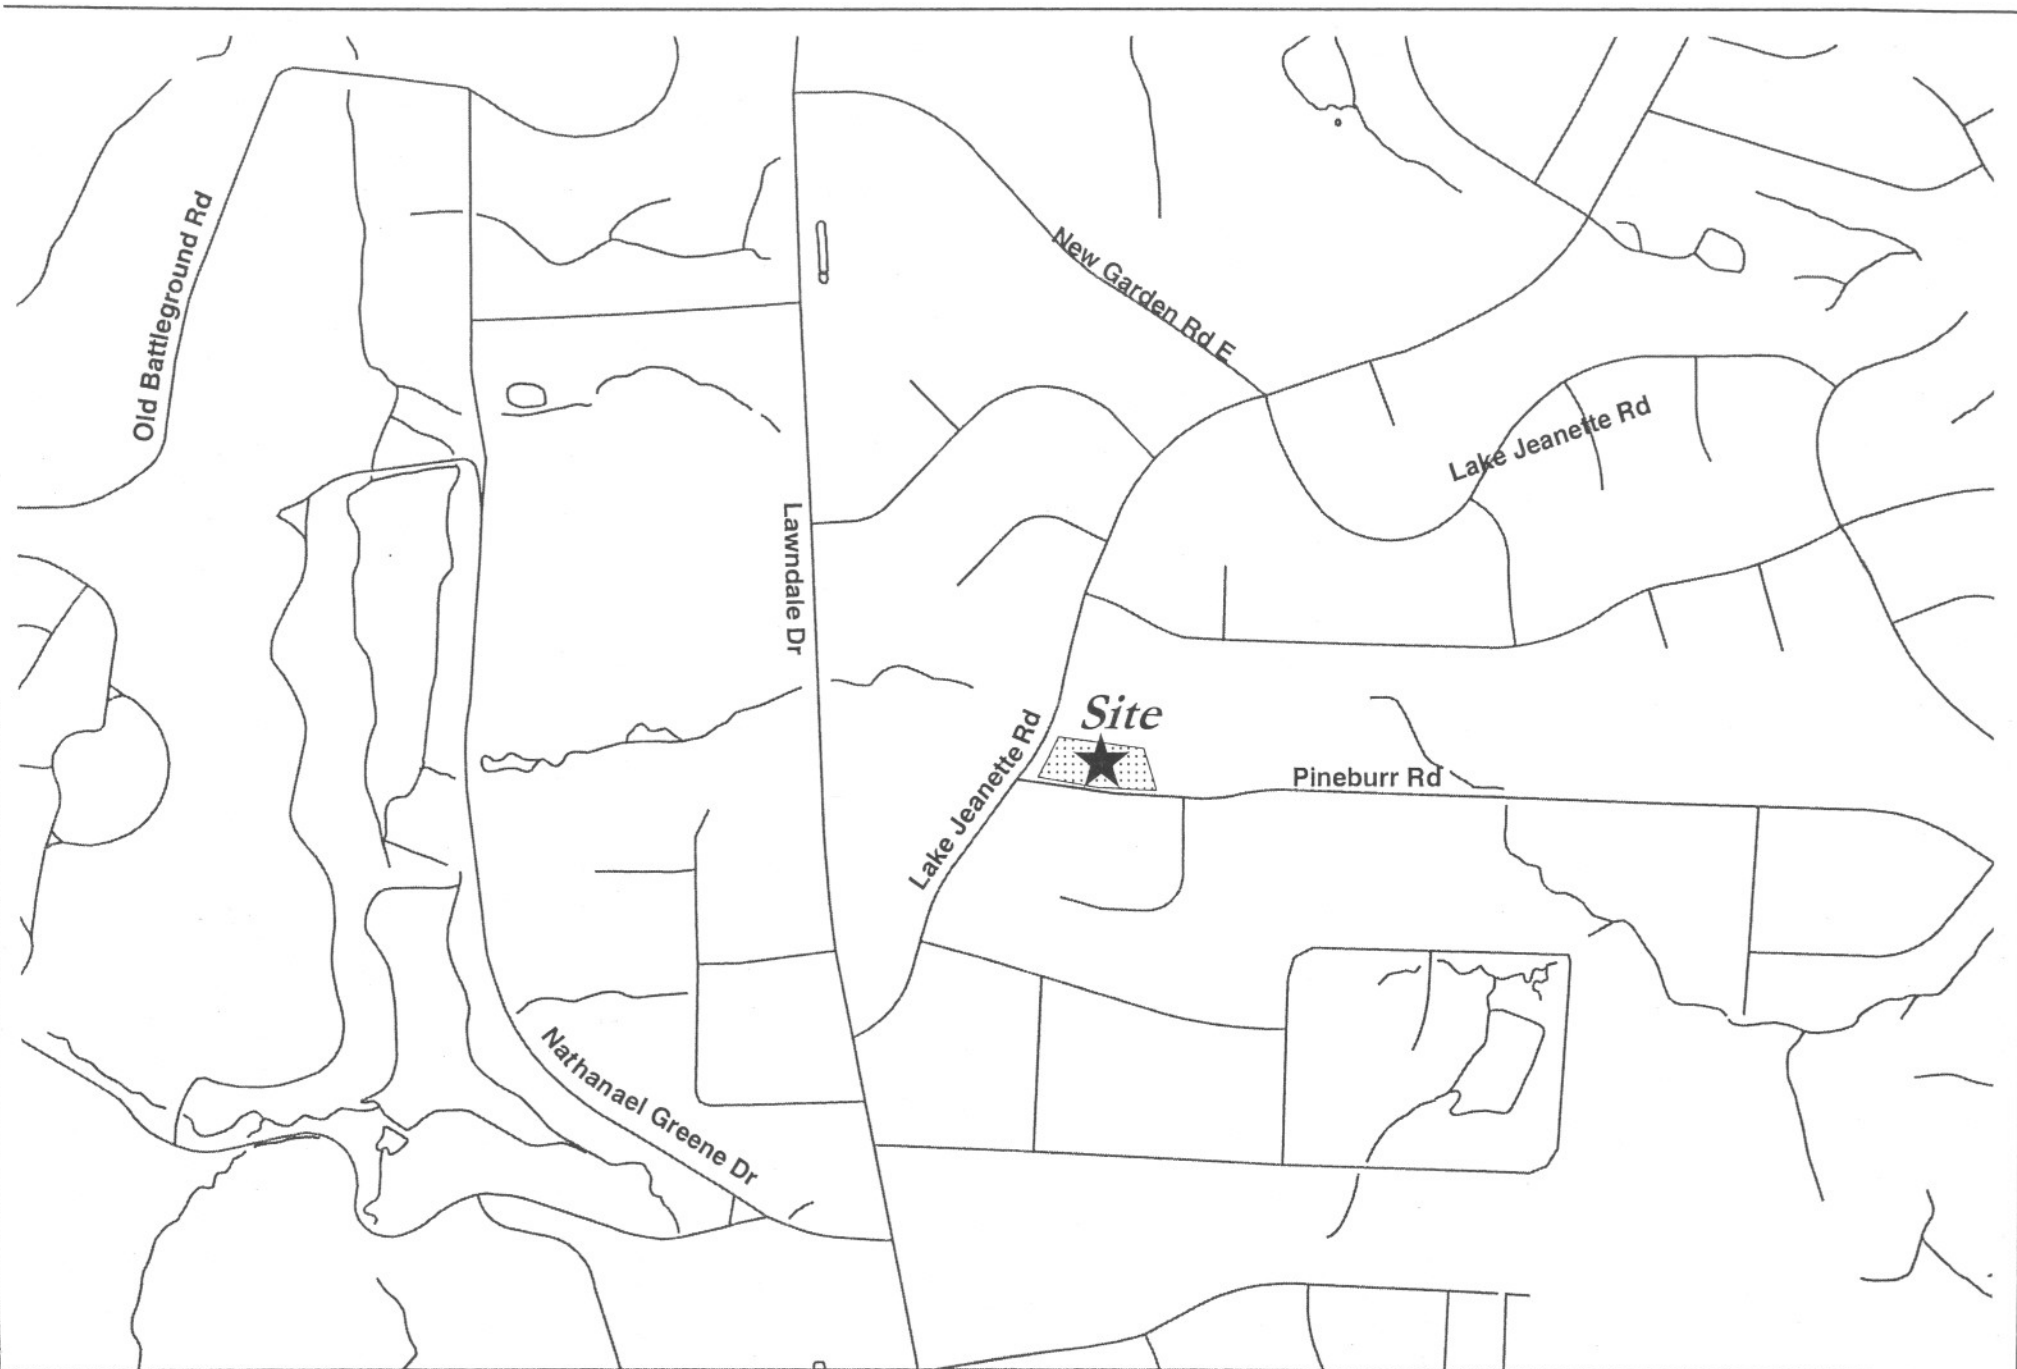 Old Battleground Rd
New Garden Rd E
Lake Jeanette Rd
Lawndale Dr
Site
Lake Jeanette Rd
Pineburr Rd
Nathanael Greene Dr